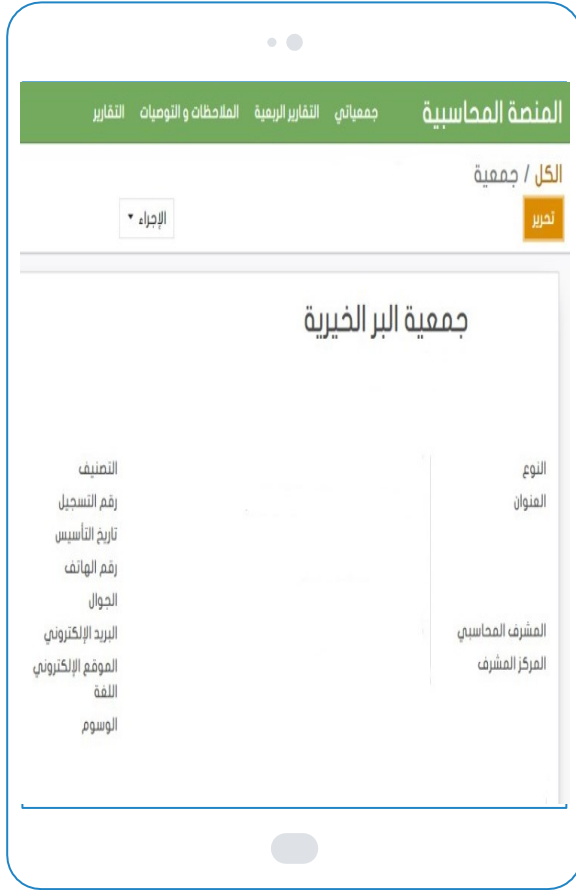 المنصة المحاسبية جمعياتي التقارير الربعية الملاحظات و التوصيات التقارير
الكل / جمعية
تحرير الإجراء
جمعية البر الخيرية
النوع التصنيف
العنوان رقم التسجيل
تاريخ التأسيس
رقم الهاتف
الجوال
المشرف المحاسبي البريد الإلكتروني
المركز المشرف الموقع الإلكتروني
اللغة
الوسوم